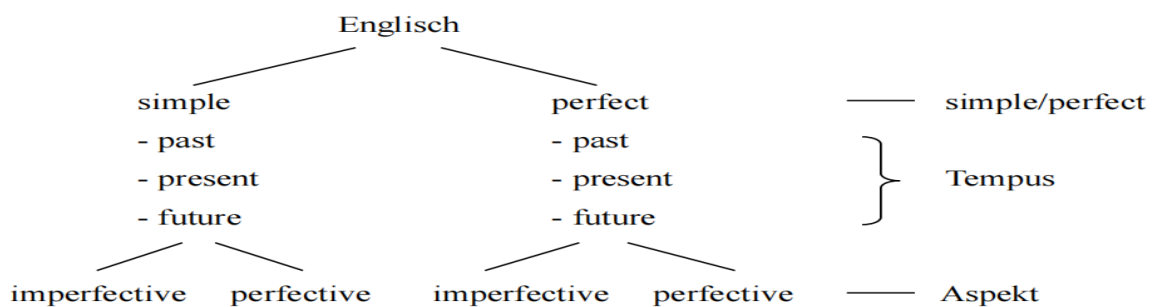 Englisch
simple perfect simple/perfect
- past - past
- present - present Tempus
- future - future
imperfective perfective imperfective perfective Aspekt